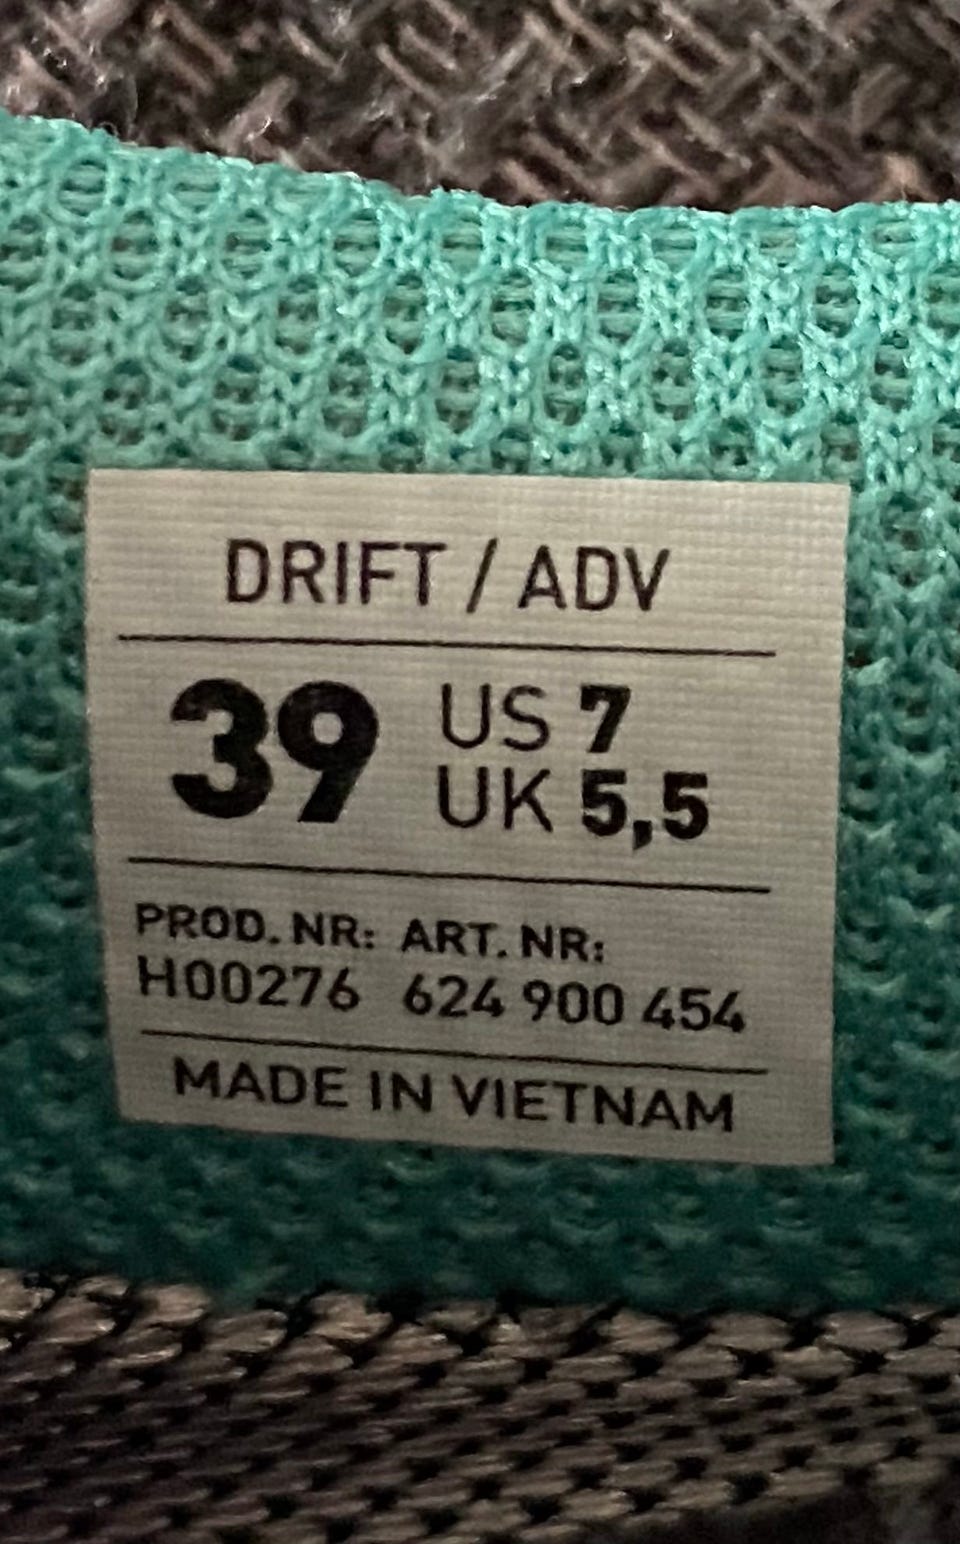 DRIFT / ADV
39 US 7
UK 5,5
PROD. NR: ART. NR:
H00276 624 900 454
MADE IN VIETNAM